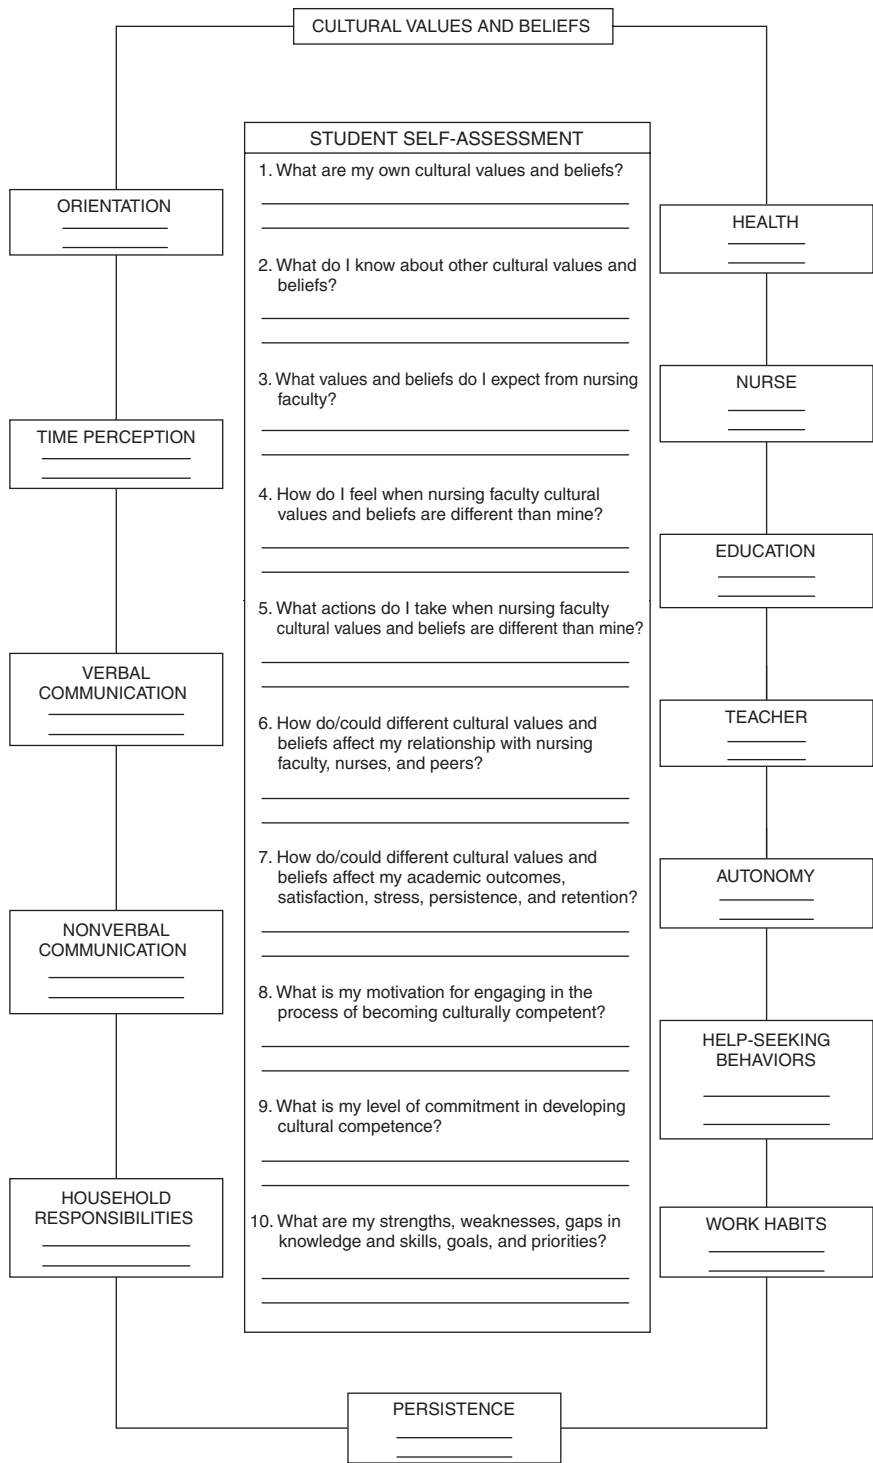 CULTURAL VALUES AND BELIEFS
STUDENT SELF-ASSESSMENT
1. What are my own cultural values and beliefs?
2. What do I know about other cultural values and
beliefs?
3. What values and beliefs do I expect from nursing
faculty?
4. How do I feel when nursing faculty cultural
values and beliefs are different than mine?
5. What actions do I take when nursing faculty
cultural values and beliefs are different than mine?
6. How do/could different cultural values and
beliefs affect my relationship with nursing
faculty, nurses, and peers?
7. How do/could different cultural values and
beliefs affect my academic outcomes,
satisfaction, stress, persistence, and retention?
8. What is my motivation for engaging in the
process of becoming culturally competent?
9. What is my level of commitment in developing
cultural competence?
10. What are my strengths, weaknesses, gaps in
knowledge and skills, goals, and priorities?
ORIENTATION
TIME PERCEPTION
VERBAL
COMMUNICATION
NONVERBAL
COMMUNICATION
HOUSEHOLD
RESPONSIBILITIES
HEALTH
NURSE
EDUCATION
TEACHER
AUTONOMY
HELP-SEEKING
BEHAVIORS
WORK HABITS
PERSISTENCE